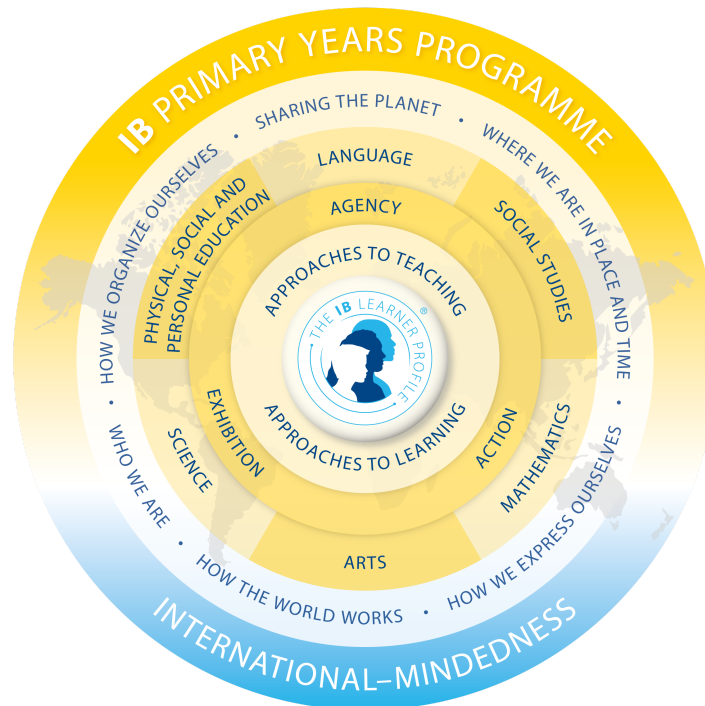 IB PRIMARY YEARS PROGRAMME
SHARING THE PLANET
•
WHERE WE ARE IN PLACE AND TIME
•
HOW WE EXPRESS OURSELVES
•
HOW THE WORLD WORKS
•
WHO WE ARE
•
HOW WE ORGANIZE OURSELVES
•
LANGUAGE
SOCIAL STUDIES
MATHEMATICS
ARTS
SCIENCE
PHYSICAL, SOCIAL AND
PERSONAL EDUCATION
AGENCY
ACTION
EXHIBITION
APPROACHES TO TEACHING
APPROACHES TO LEARNING
• THE IB LEARNER PROFILE •
®
INTERNATIONAL–MINDEDNESS